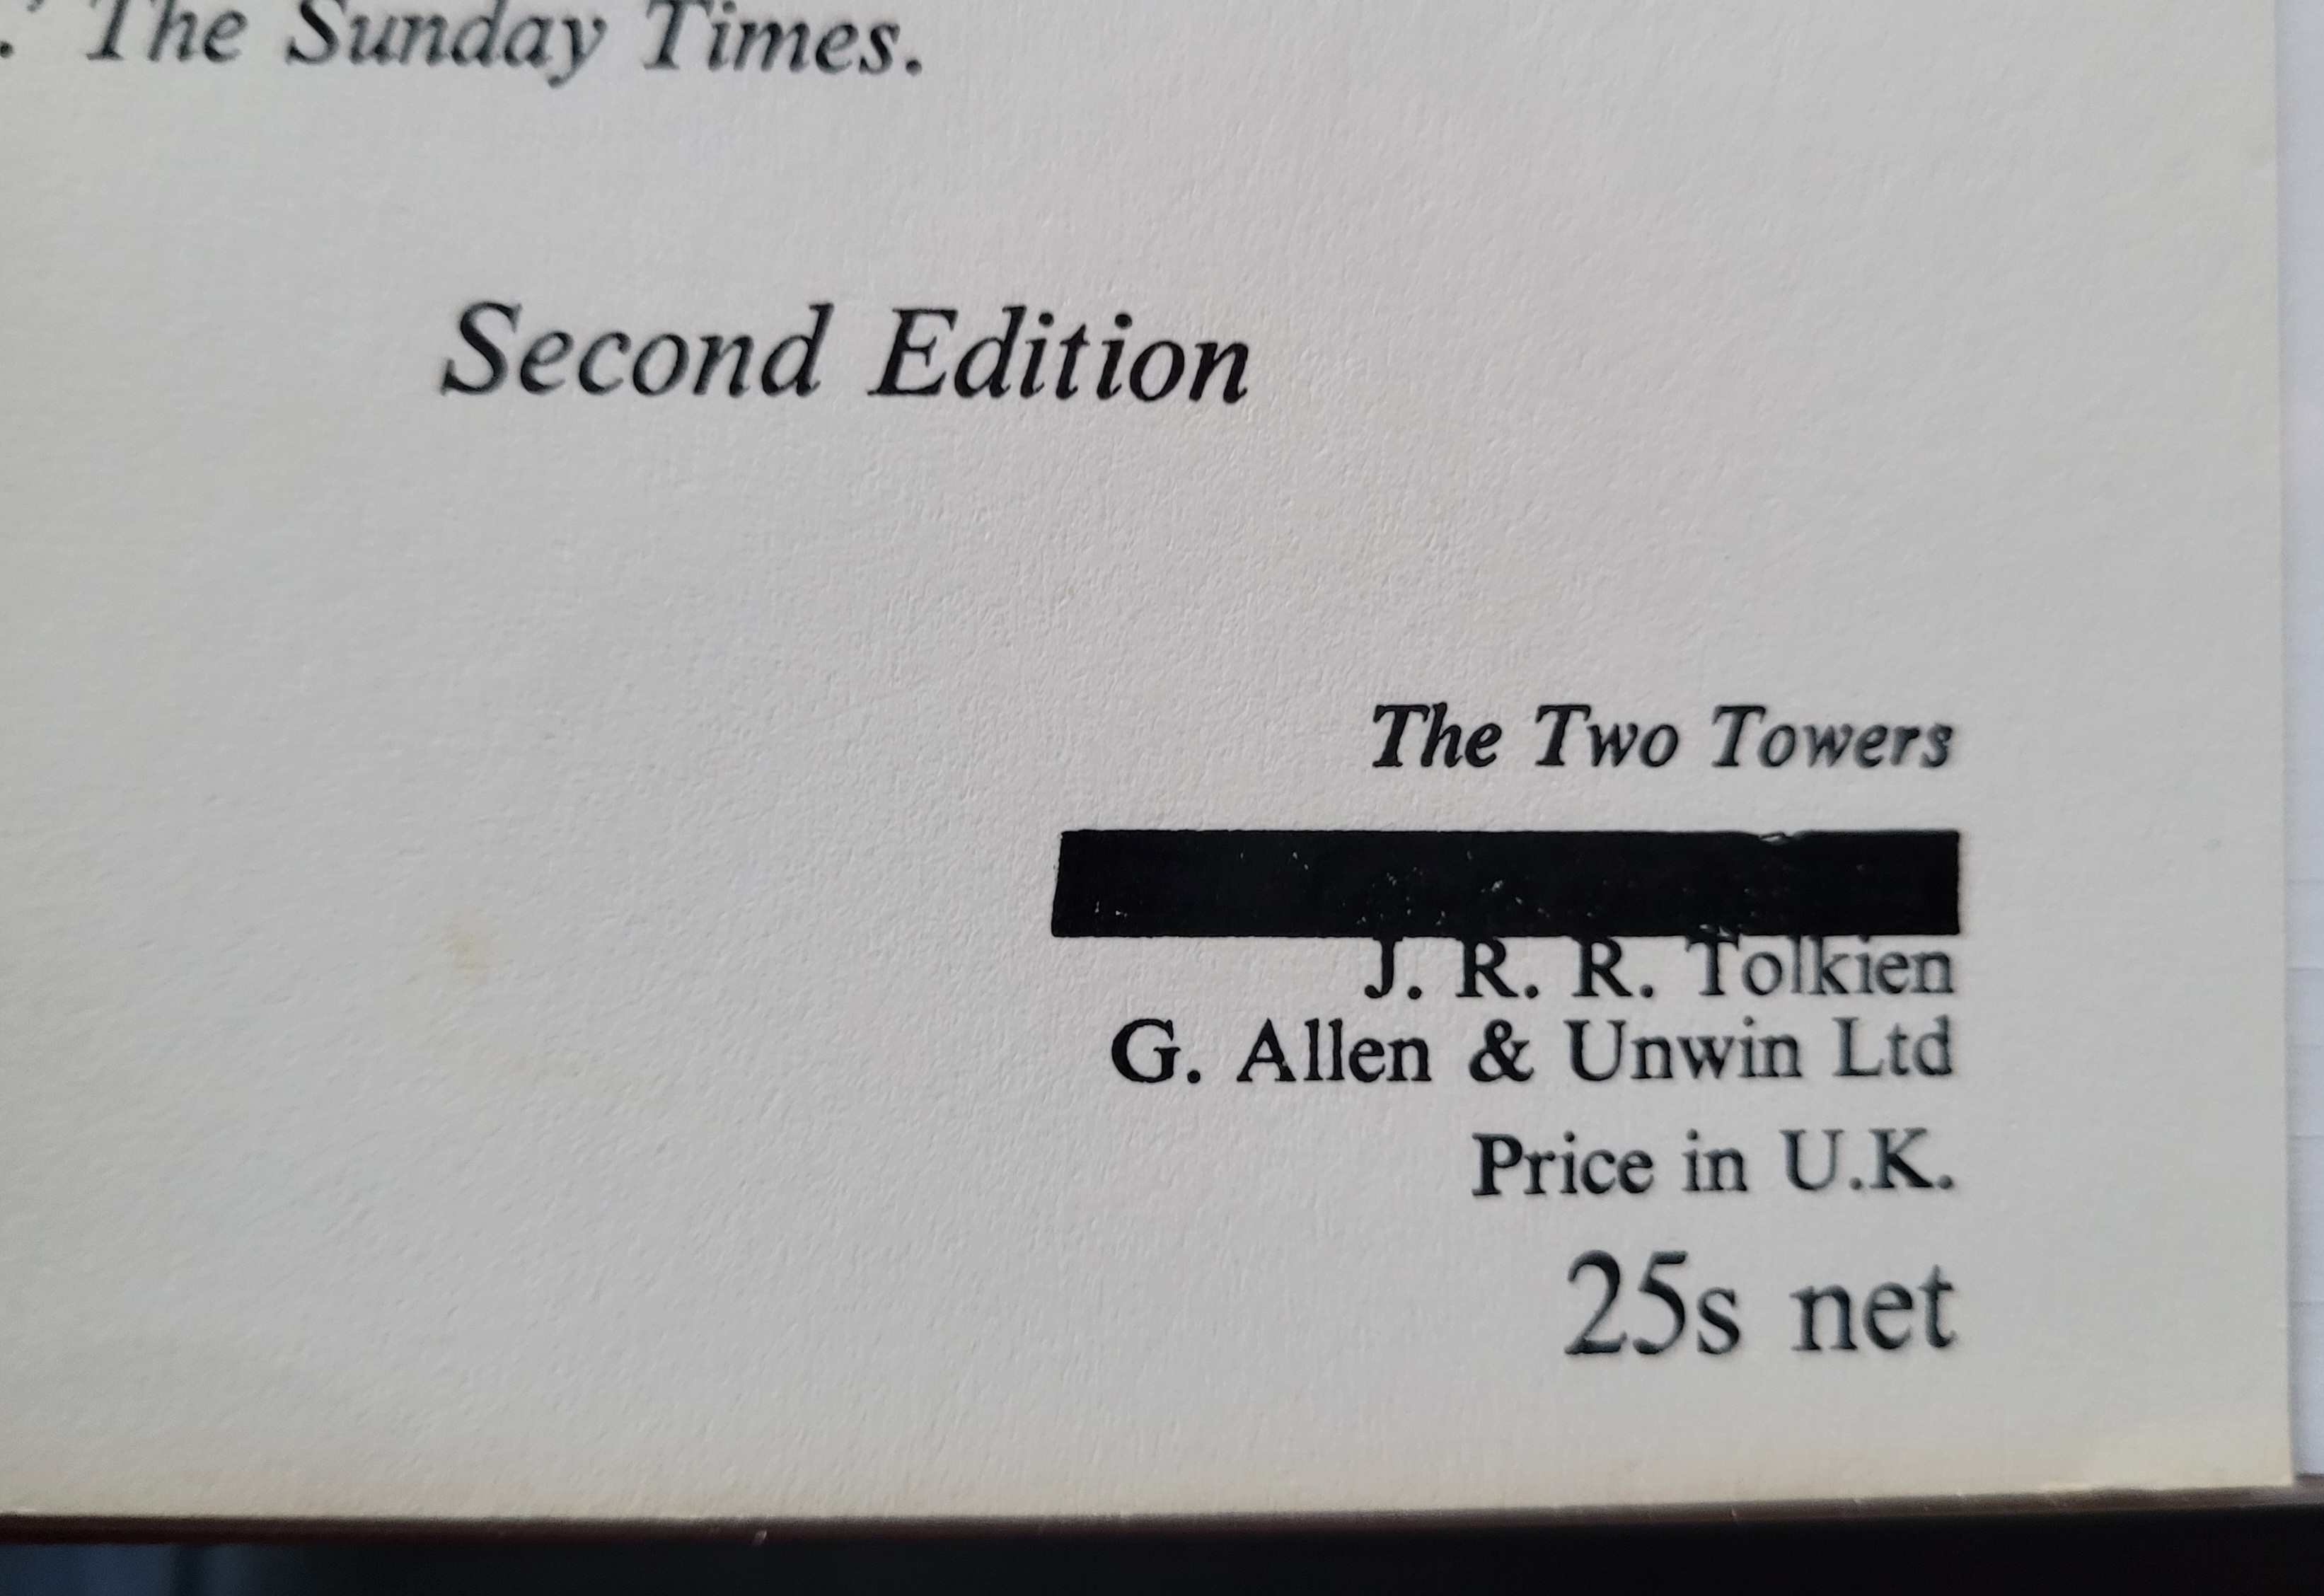 .' The Sunday Times.
Second Edition
The Two Towers
J. R. R. Tolkien
G. Allen & Unwin Ltd
Price in U.K.
25s net